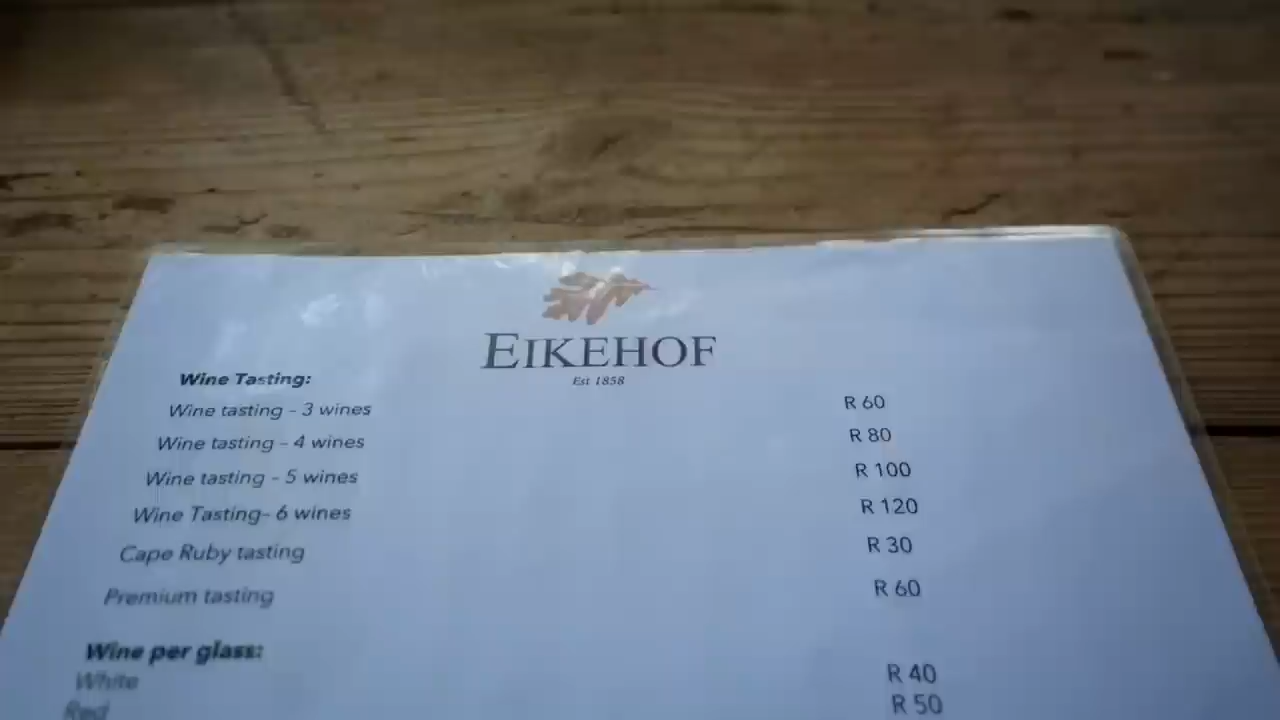 EIKEHOF
Est 1858
Wine Tasting:
Wine tasting – 3 wines R 60
Wine tasting – 4 wines R 80
Wine tasting – 5 wines R 100
Wine Tasting– 6 wines R 120
Cape Ruby tasting R 30
Premium tasting R 60
Wine per glass:
White R 40
Red R 50